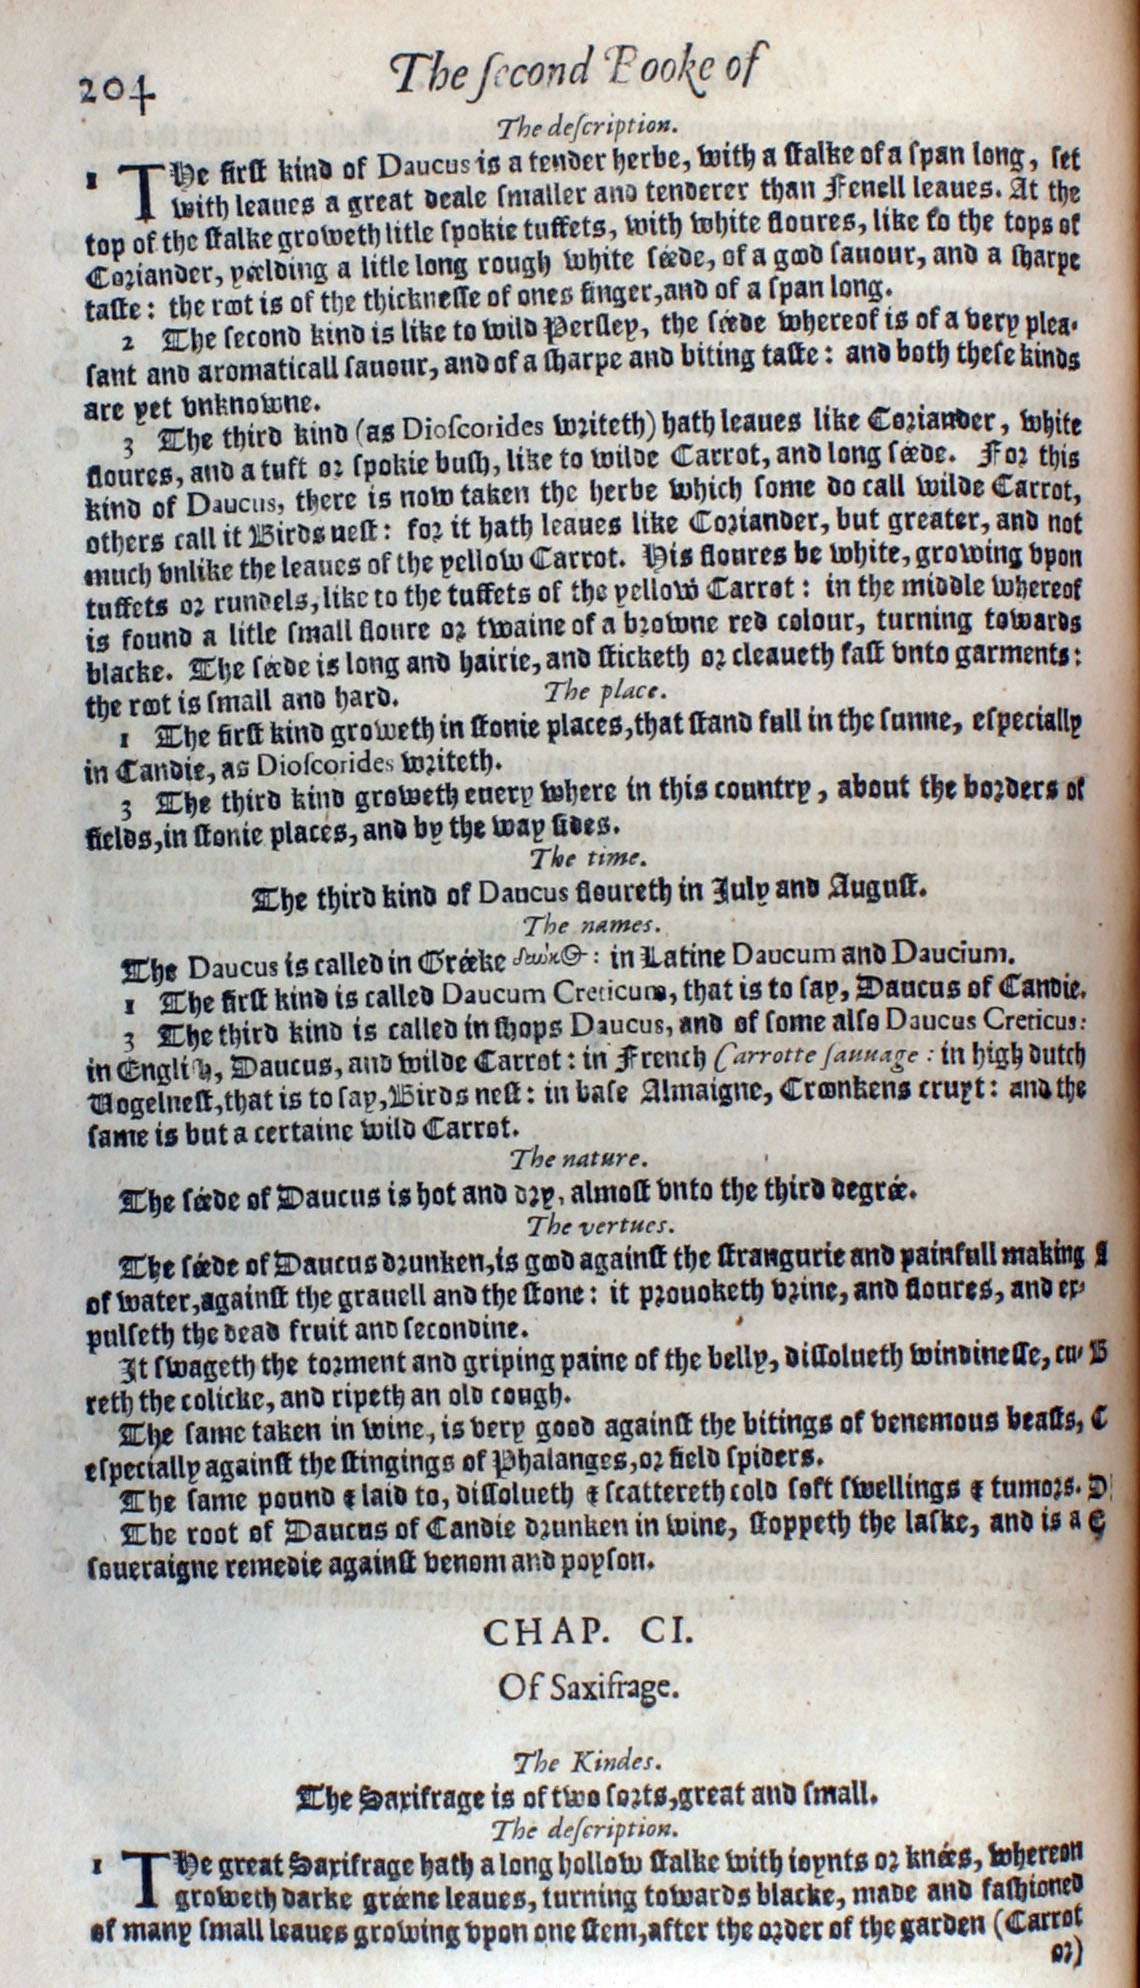 204
The ſecond Booke of
The deſcription.
1 THe firſt kind of Daucus is a tender herbe, with a ſtalke of a ſpan long, ſet
with leaues a great deale ſmaller and tenderer than Fenell leaues. At the
top of the ſtalke groweth litle ſpokie tuffets, with white floures, like to the tops of
Coriander, yeelding a litle long rough white ſeede, of a good ſauour, and a ſharpe
taſte: the root is of the thickneſſe of ones finger, and of a ſpan long.
2 The ſecond kind is like to wild Perſley, the ſeede whereof is of a very plea-
ſant and aromaticall ſauour, and of a ſharpe and biting taſte: and both theſe kinds
are yet vnknowne.
3 The third kind (as Dioſcorides writeth) hath leaues like Coriander, white
floures, and a tuft or ſpokie buſh, like to wilde Carrot, and long ſeede. For this
kind of Daucus, there is now taken the herbe which ſome do call wilde Carrot,
others call it Birds neſt: for it hath leaues like Coriander, but greater, and not
much vnlike the leaues of the yellow Carrot. His floures be white, growing vpon
tuffets or rundels, like to the tuffets of the yellow Carrot: in the middle whereof
is found a litle ſmall floure or twaine of a browne red colour, turning towards
blacke. The ſeede is long and hairie, and ſticketh or cleaueth faſt vnto garments:
the root is ſmall and hard. The place.
1 The firſt kind groweth in ſtonie places, that ſtand full in the ſunne, eſpecially
in Candie, as Dioſcorides writeth.
3 The third kind groweth euery where in this country, about the borders of
fields, in ſtonie places, and by the way ſides.
The time.
The third kind of Daucus floureth in July and Auguſt.
The names.
The Daucus is called in Greeke : in Latine Daucum and Daucium.
1 The firſt kind is called Daucum Creticum, that is to ſay, Daucus of Candie.
3 The third kind is called in ſhops Daucus, and of ſome alſo Daucus Creticus:
in Engliſh, Daucus, and wilde Carrot: in French Carrotte ſauuage: in high dutch
Vogelneſt, that is to ſay, Birds neſt: in baſe Almaigne, Croonkens cruyt: and the
ſame is but a certaine wild Carrot.
The nature.
The ſeede of Daucus is hot and dry, almoſt vnto the third degree.
The vertues.
The ſeede of Daucus drunken, is good againſt the ſtrangurie and painfull making A
of water, againſt the grauell and the ſtone: it prouoketh vrine, and floures, and ex-
pulſeth the dead fruit and ſecondine.
It ſwageth the torment and griping paine of the belly, diſſolueth windineſſe, cu- B
reth the colicke, and ripeth an old cough.
The ſame taken in wine, is very good againſt the bitings of venemous beaſts, C
eſpecially againſt the ſtingings of Phalanges, or field ſpiders.
The ſame pound & laid to, diſſolueth & ſcattereth cold ſoft ſwellings & tumors. D
The root of Daucus of Candie drunken in wine, ſtoppeth the laſke, and is a E
ſoueraigne remedie againſt venom and poyſon.
CHAP. CI.
Of Saxifrage.
The Kindes.
The Saxifrage is of two ſorts, great and ſmall.
The deſcription.
1 THe great Saxifrage hath a long hollow ſtalke with ioynts or knees, whereon
groweth darke greene leaues, turning towards blacke, made and faſhioned
of many ſmall leaues growing vpon one ſtem, after the order of the garden (Carrot
or)